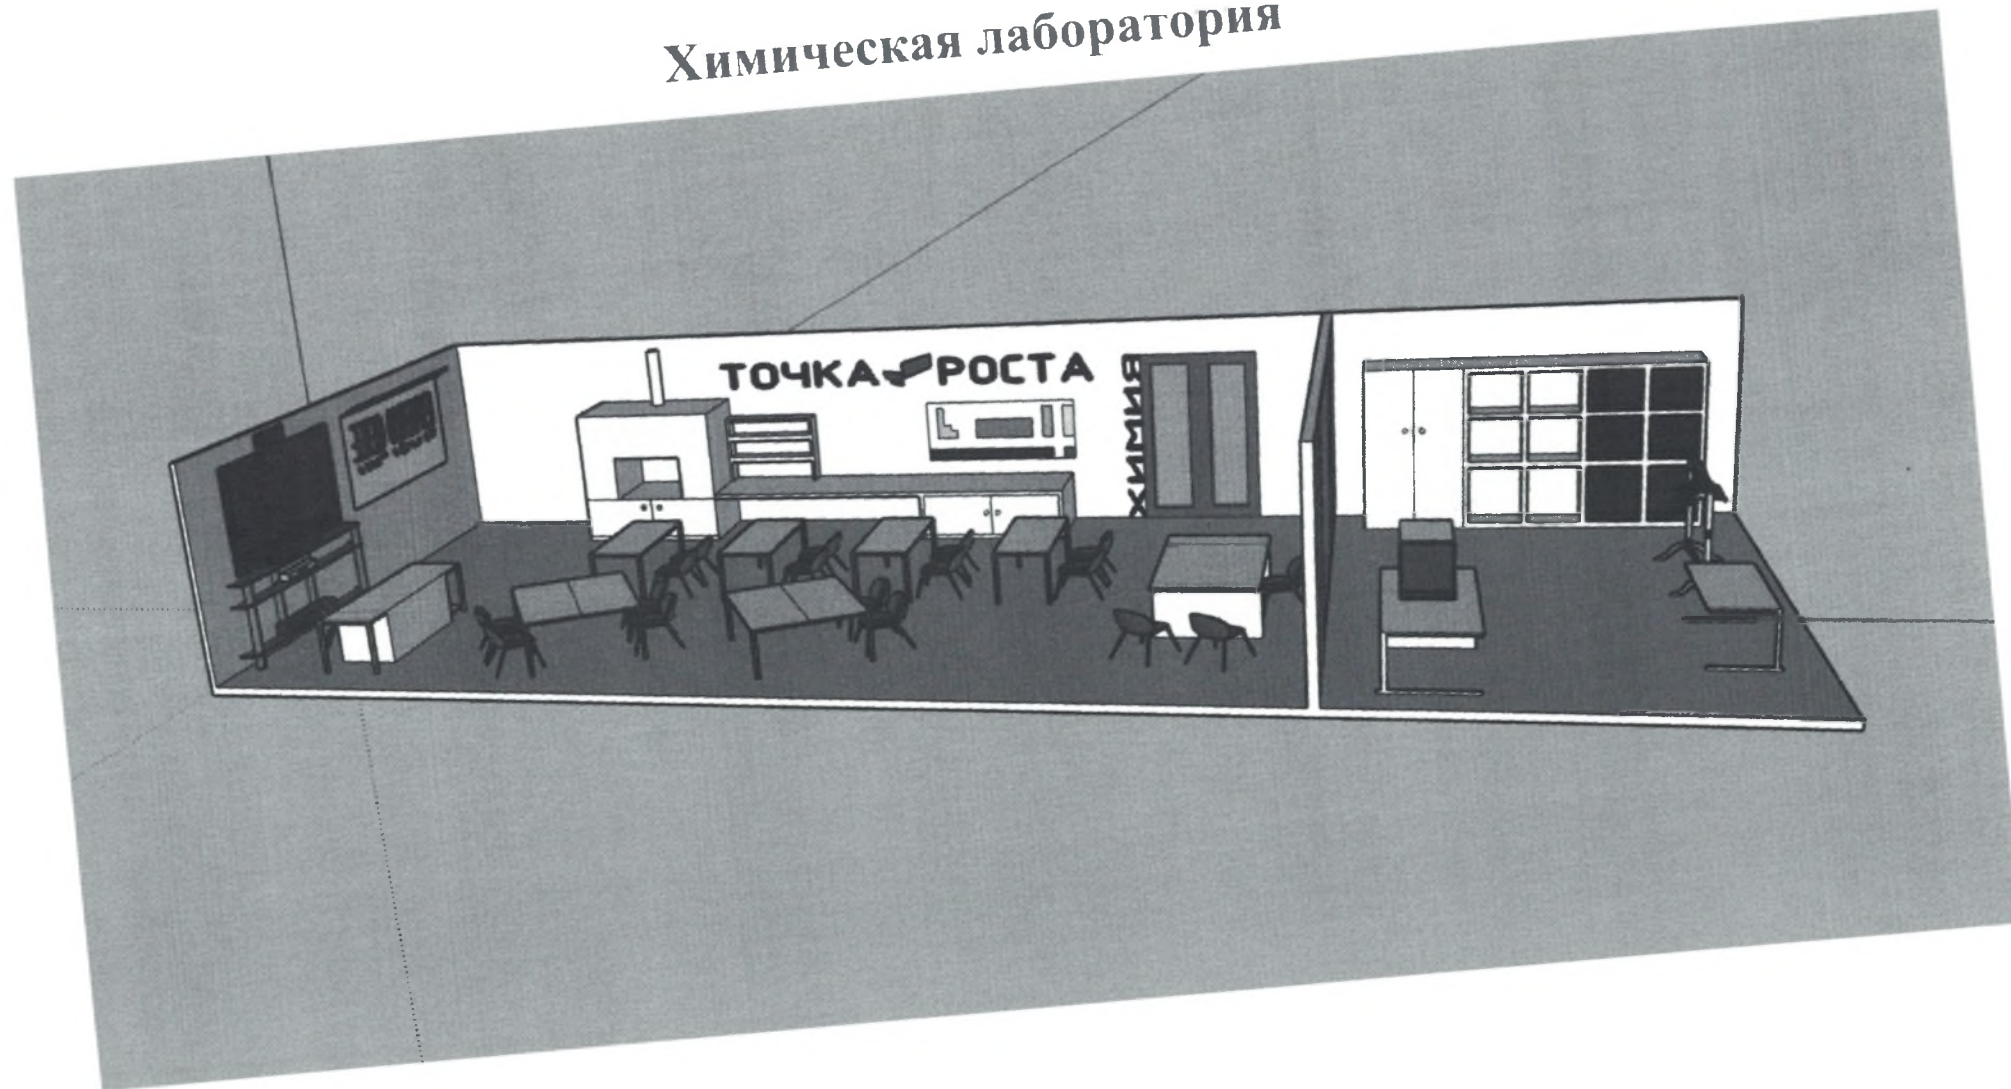 Химическая лаборатория
ТОЧКА РОСТА
ХИМИЯ